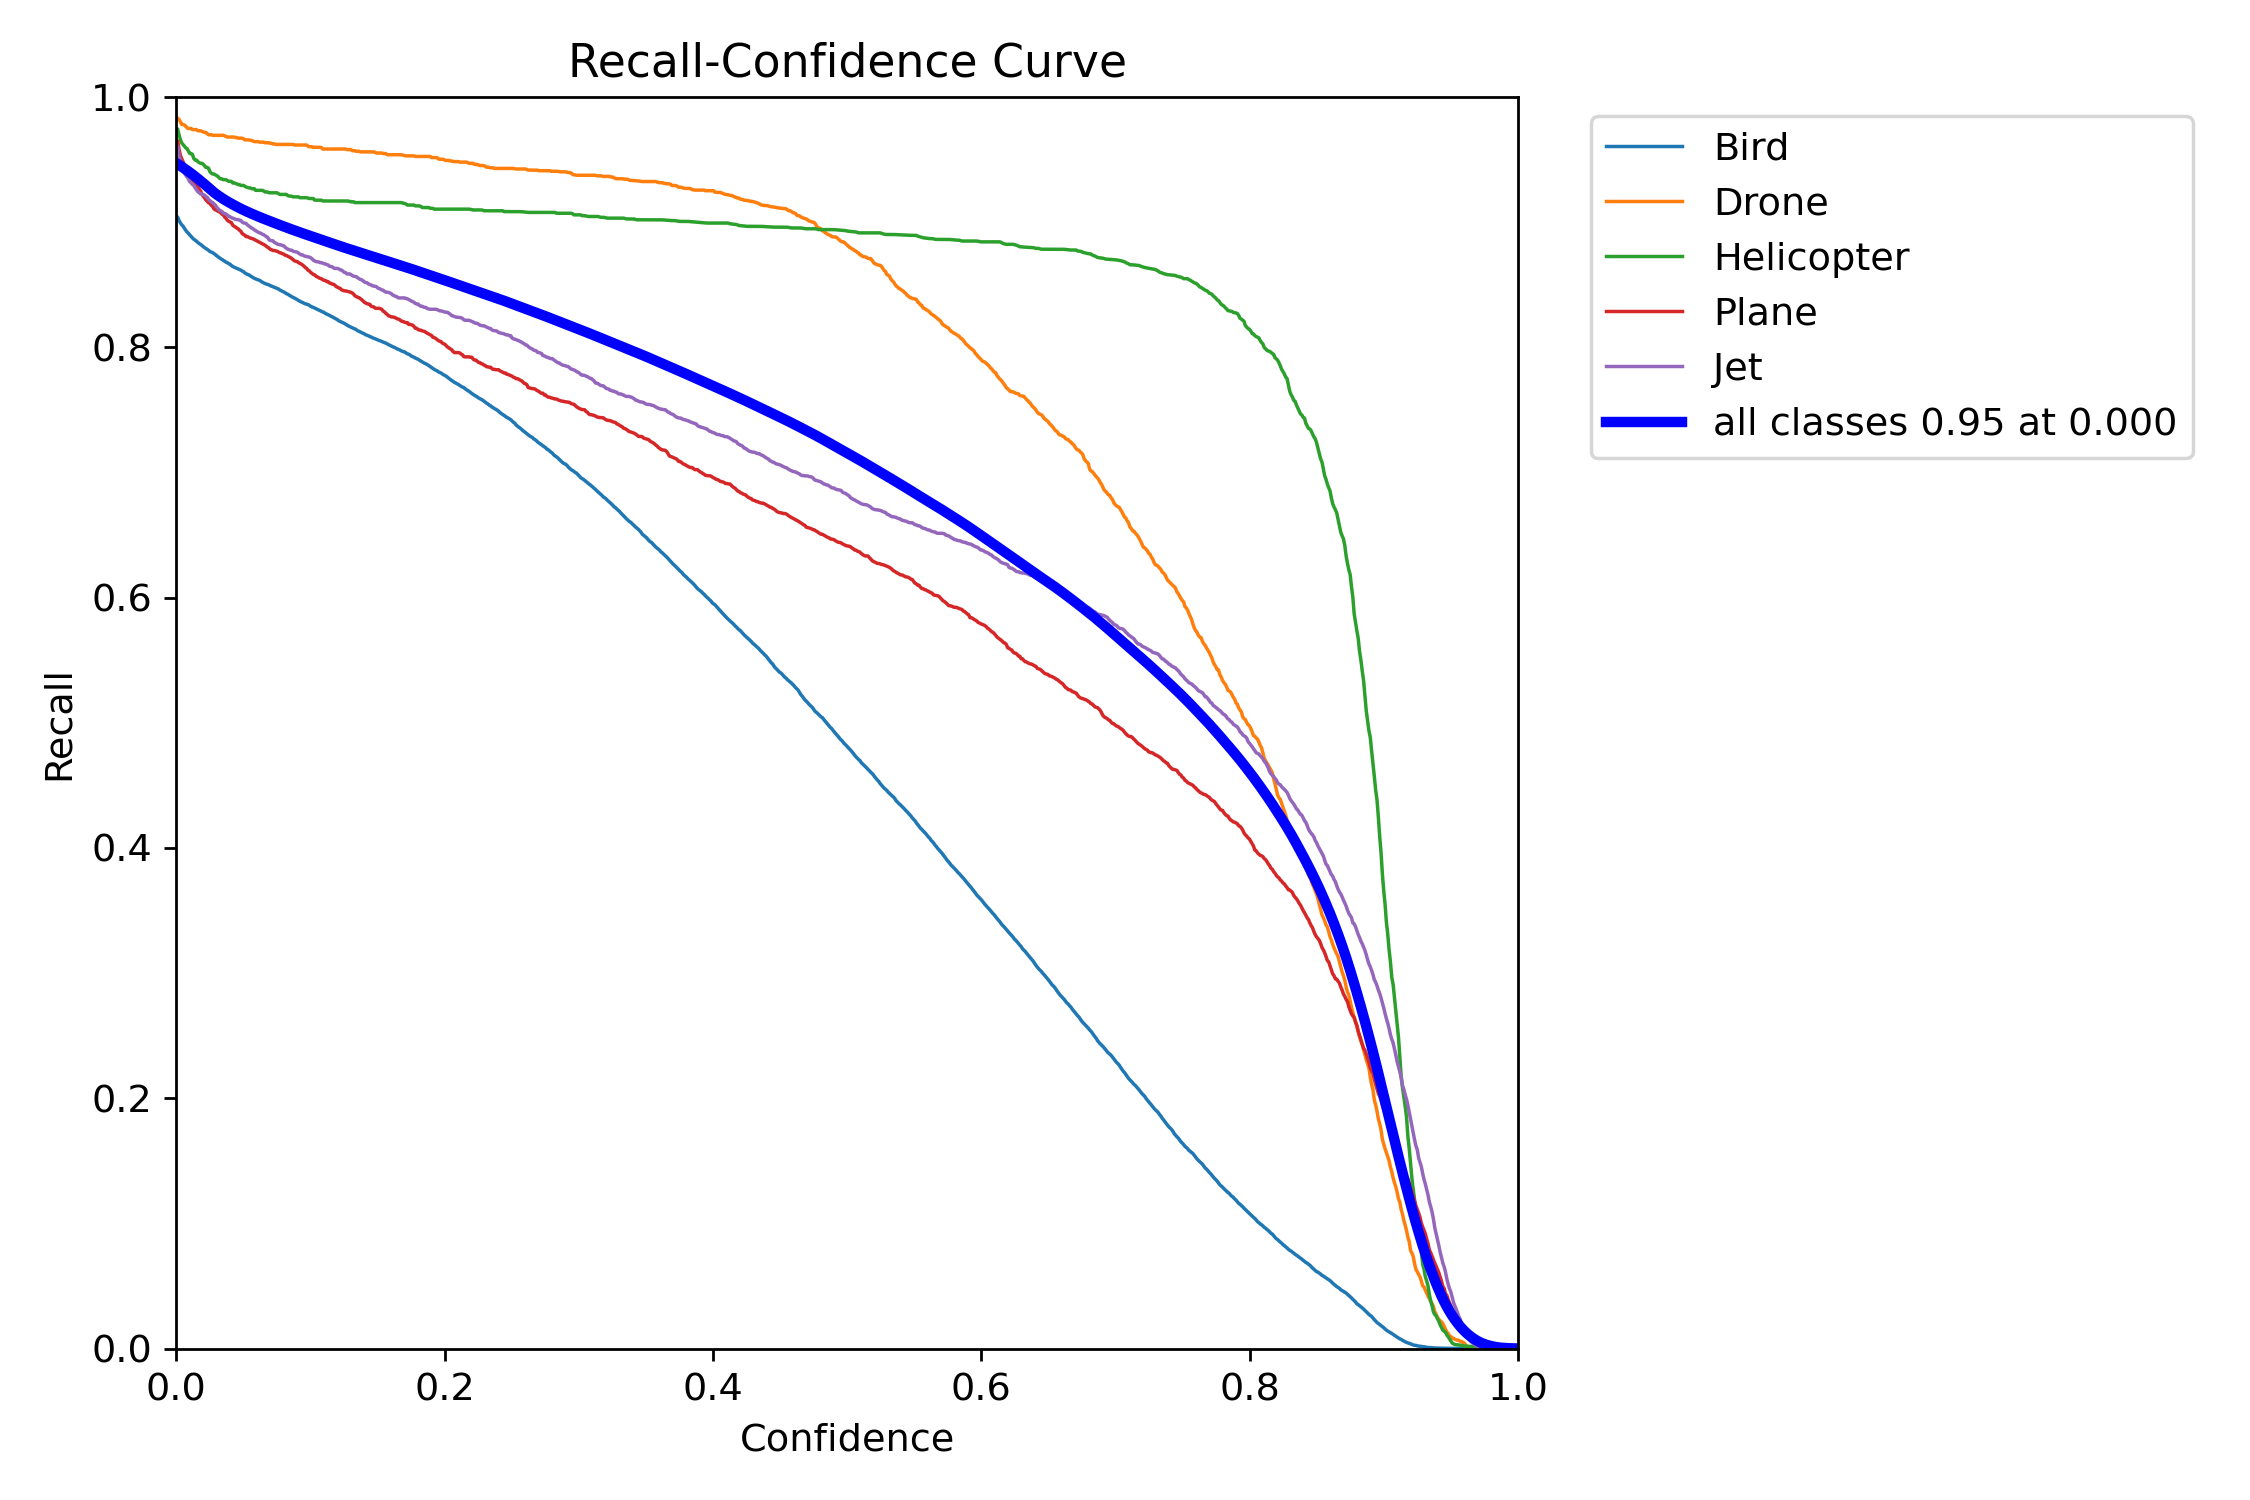 Recall-Confidence Curve
1.0
0.8
0.6
0.4
0.2
0.0
Recall
0.0 0.2 0.4 0.6 0.8 1.0
Confidence
Bird
Drone
Helicopter
Plane
Jet
all classes 0.95 at 0.000